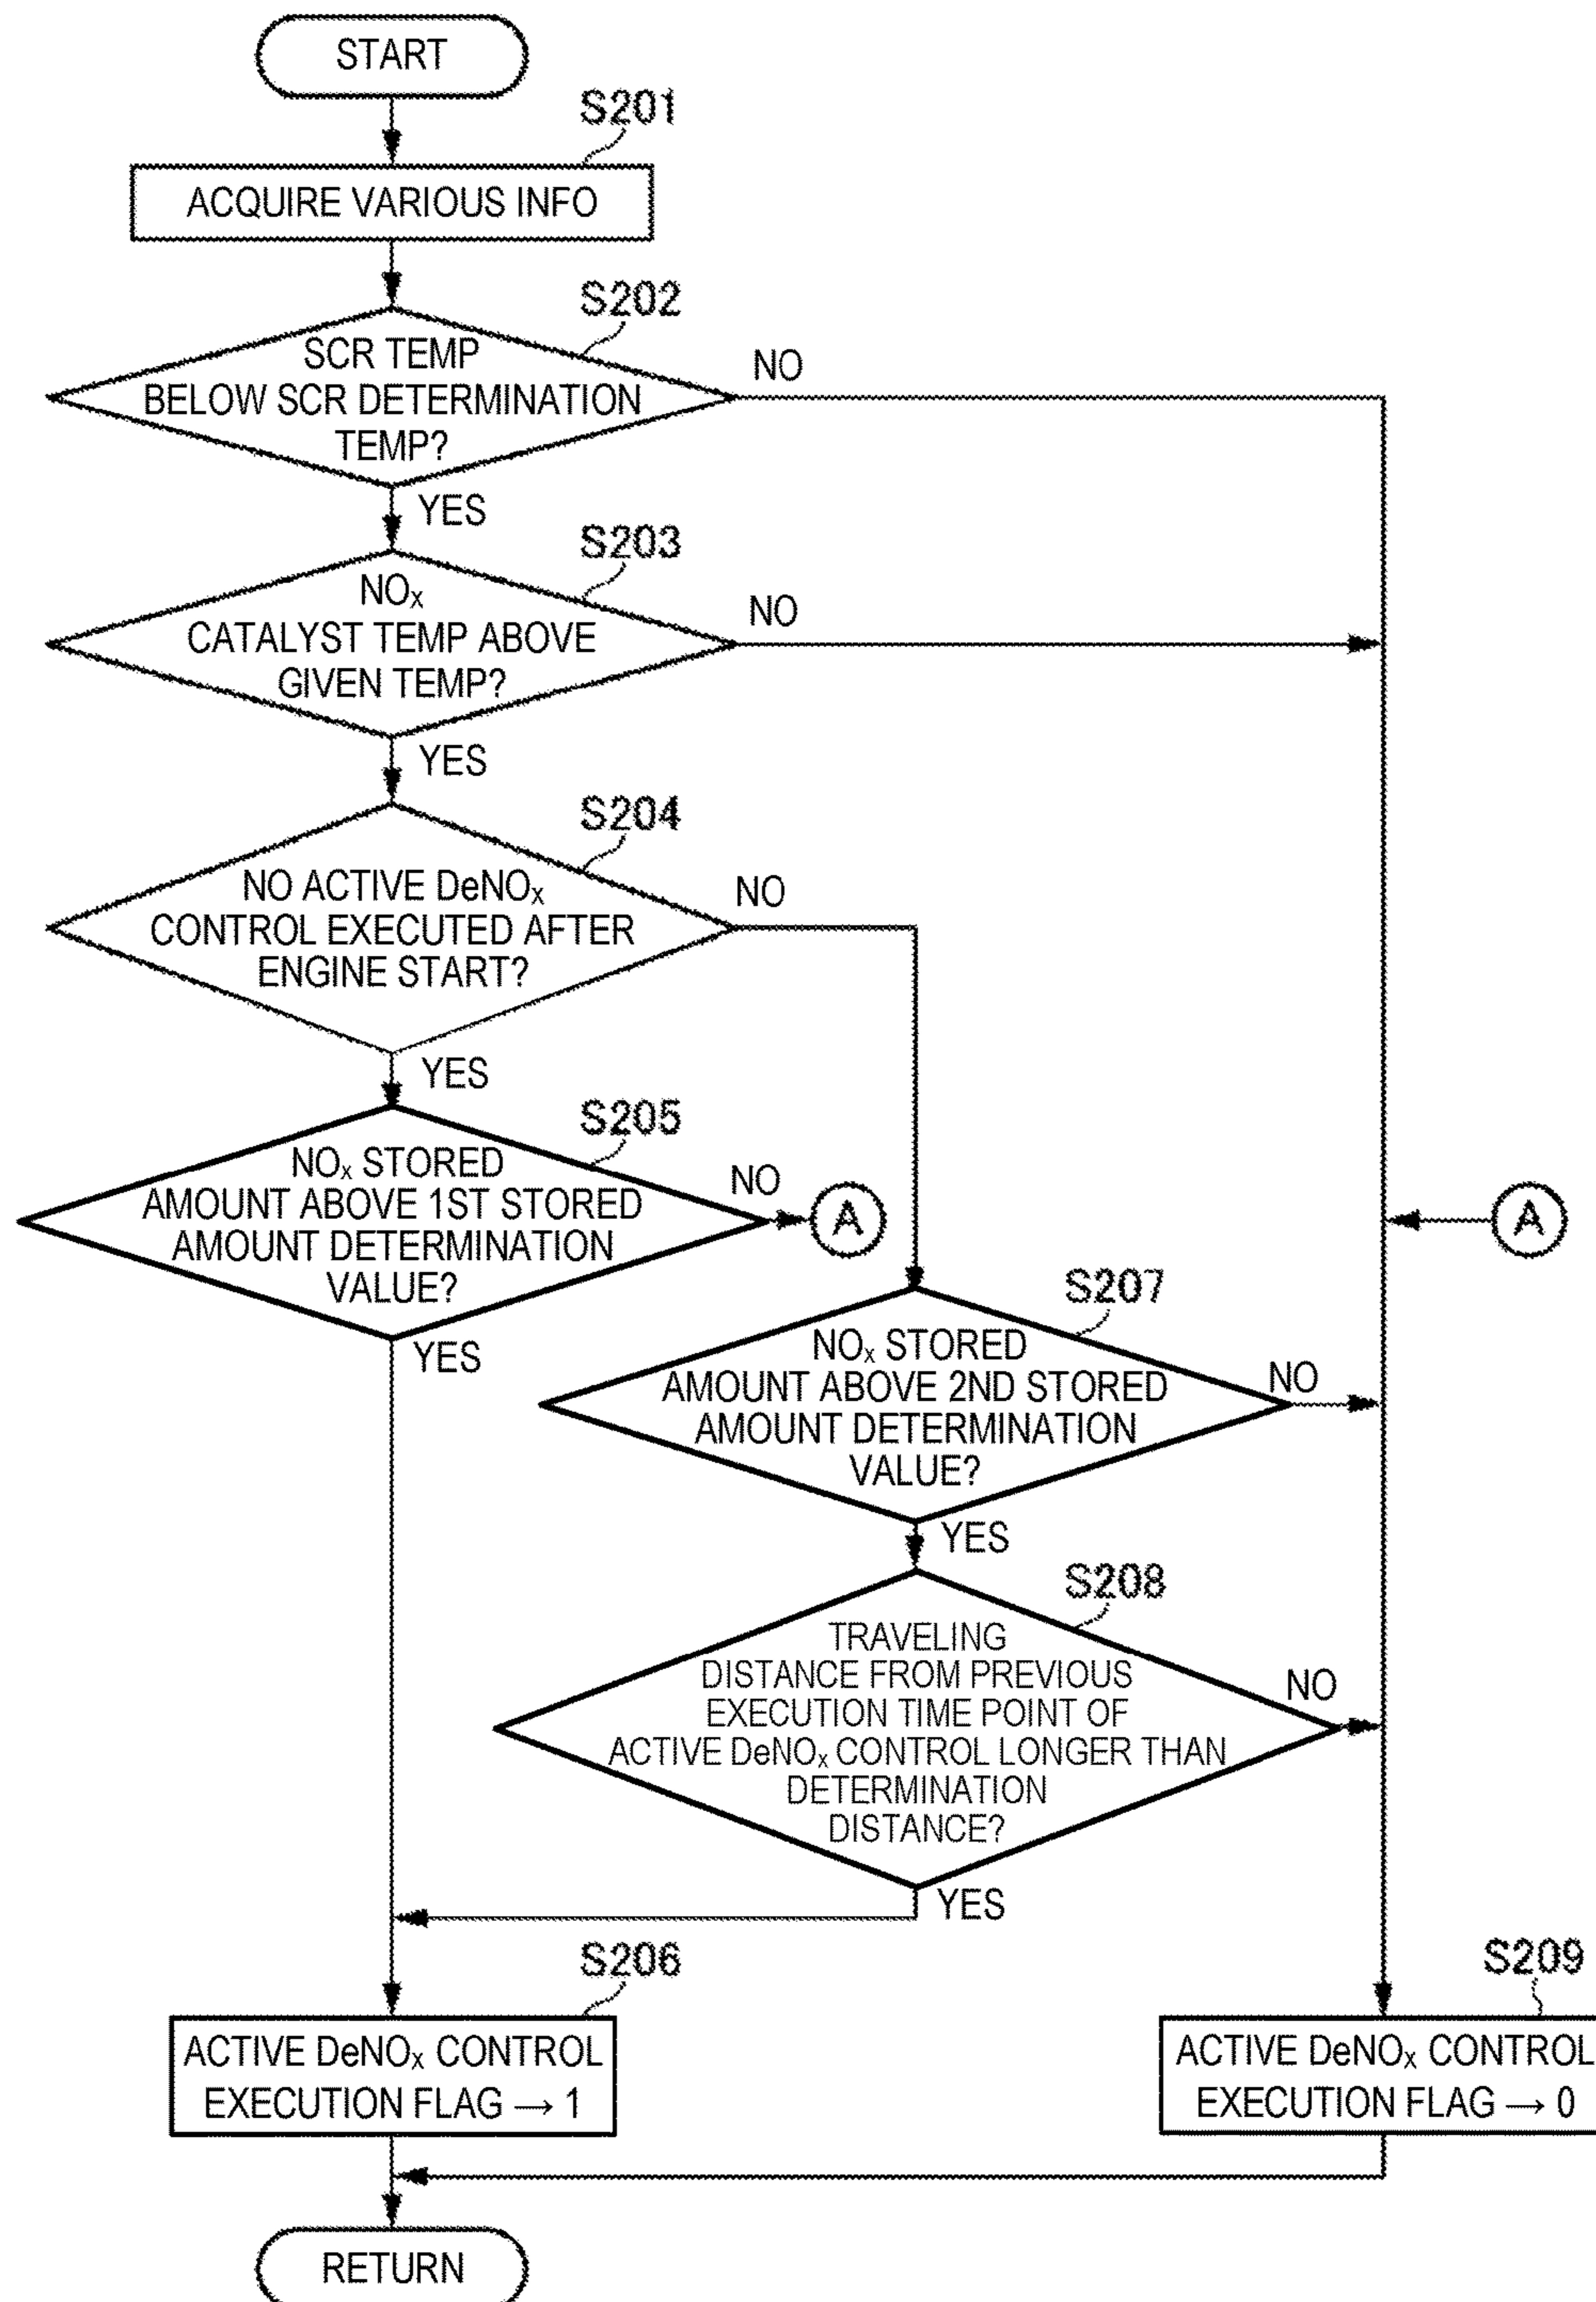 START
S201
ACQUIRE VARIOUS INFO
S202
SCR TEMP
BELOW SCR DETERMINATION
TEMP?
NO
YES
S203
NOx
CATALYST TEMP ABOVE
GIVEN TEMP?
NO
YES
S204
NO ACTIVE DeNOx
CONTROL EXECUTED AFTER
ENGINE START?
NO
YES
S205
NOx STORED
AMOUNT ABOVE 1ST STORED
AMOUNT DETERMINATION
VALUE?
NO
A
A
YES
S207
NOx STORED
AMOUNT ABOVE 2ND STORED
AMOUNT DETERMINATION
VALUE?
NO
YES
S208
TRAVELING
DISTANCE FROM PREVIOUS
EXECUTION TIME POINT OF
ACTIVE DeNOx CONTROL LONGER THAN
DETERMINATION
DISTANCE?
NO
YES
S206
ACTIVE DeNOx CONTROL
EXECUTION FLAG → 1
S209
ACTIVE DeNOx CONTROL
EXECUTION FLAG → 0
RETURN